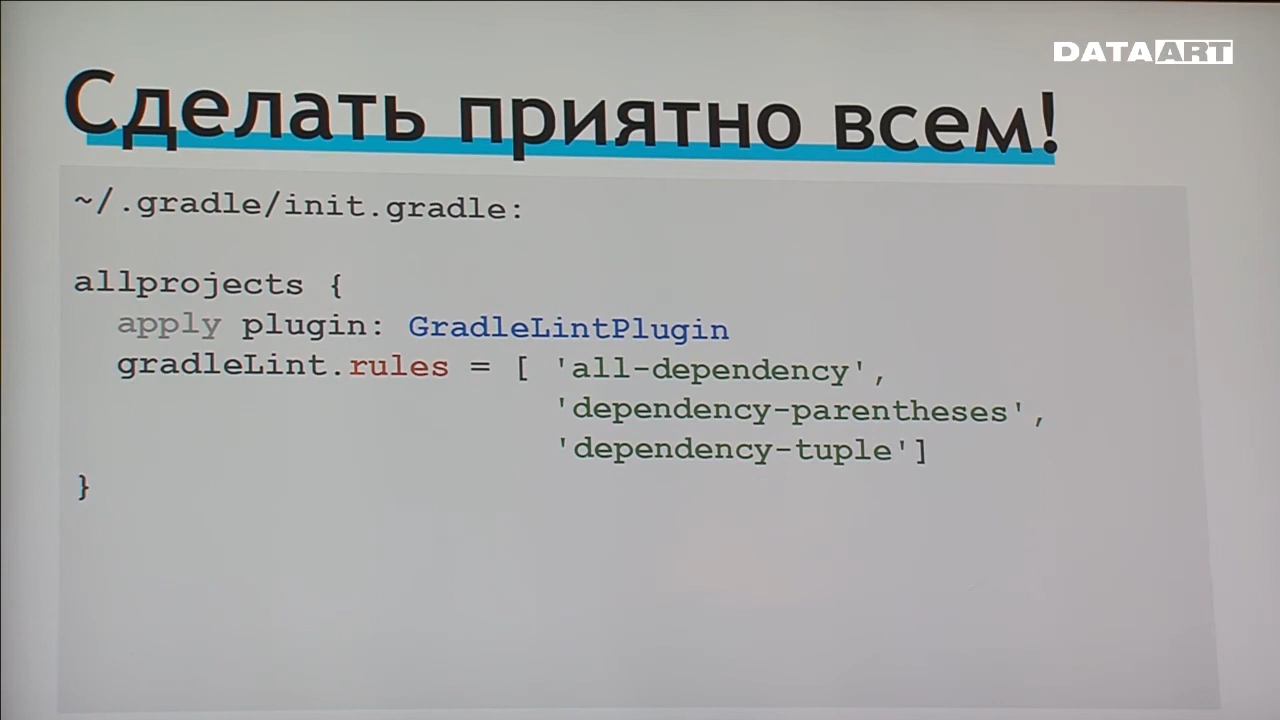 DATAART
Сделать приятно всем!
~/.gradle/init.gradle:
allprojects {
  apply plugin: GradleLintPlugin
  gradleLint.rules = [ 'all-dependency',
                       'dependency-parentheses',
                       'dependency-tuple']
}